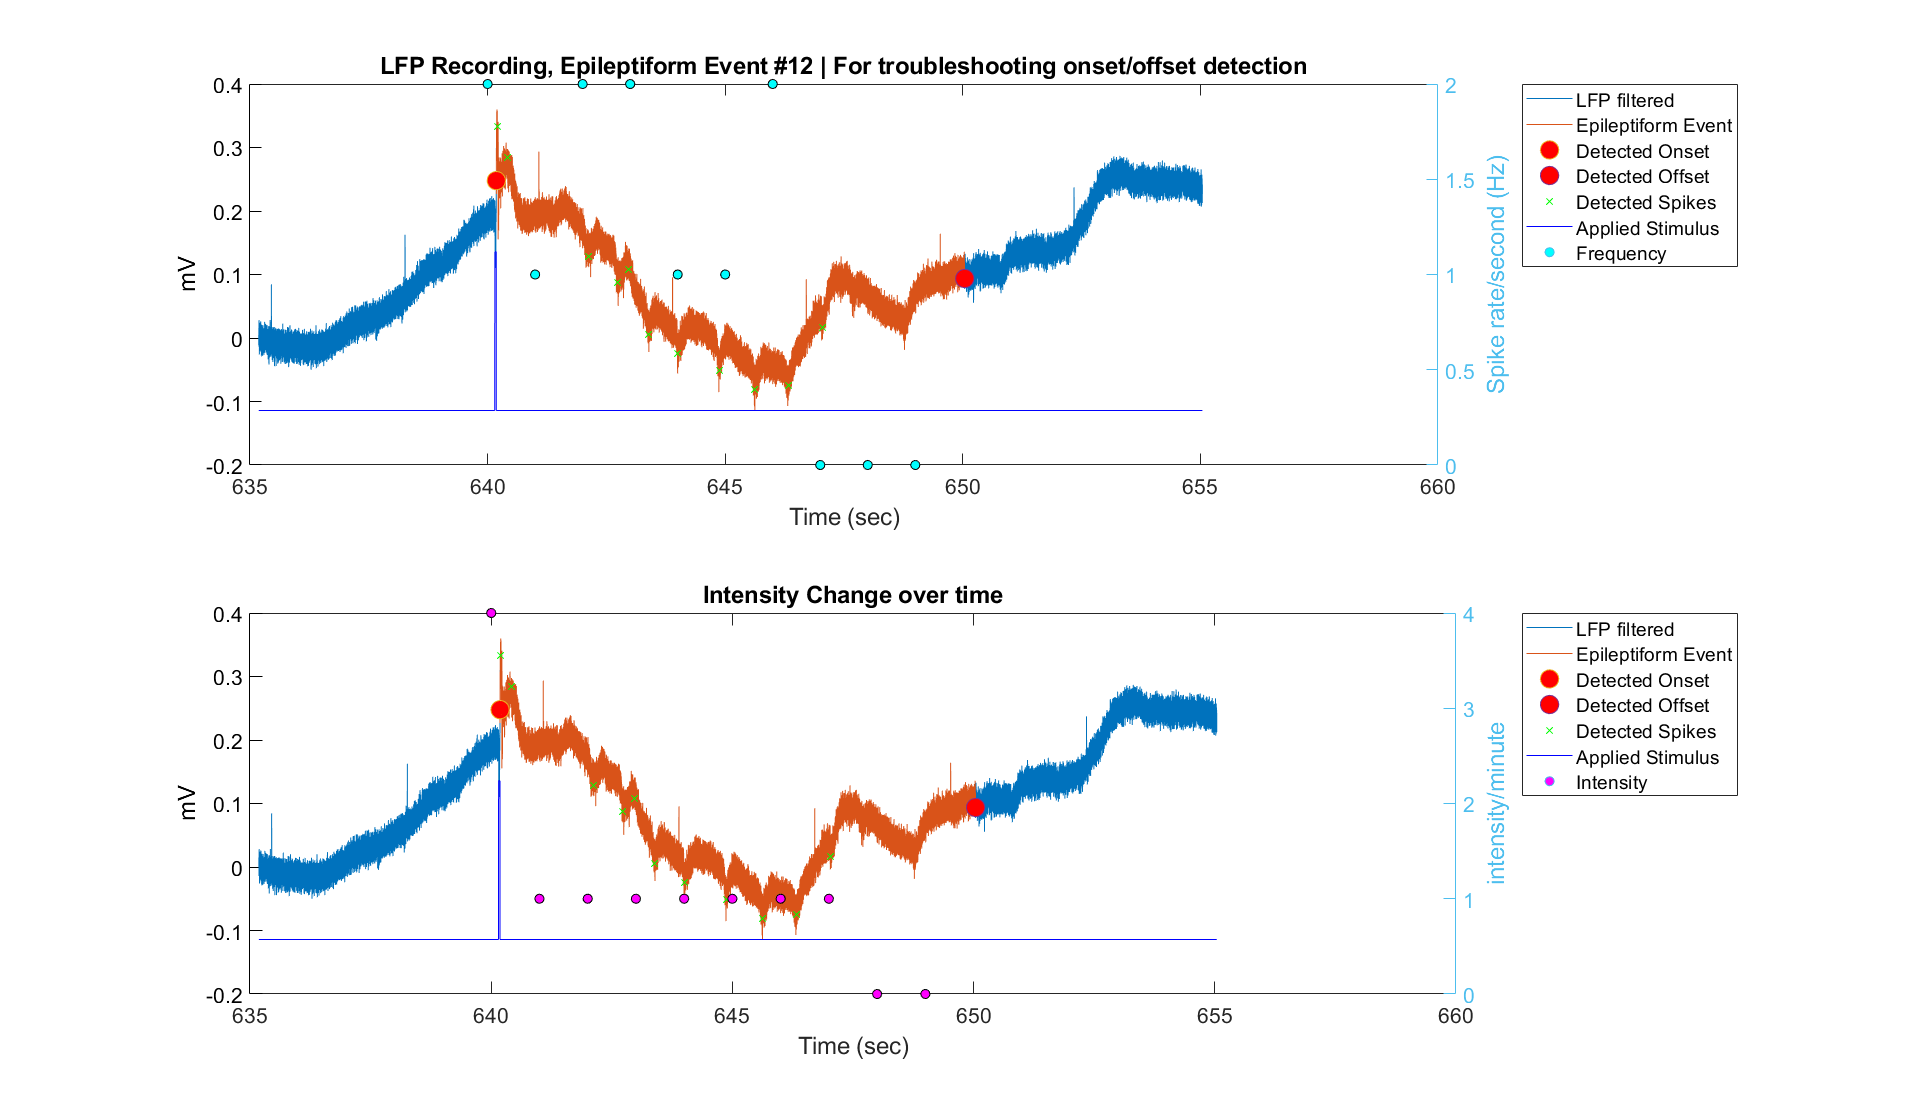 LFP Recording, Epileptiform Event #12 | For troubleshooting onset/offset detection
0.4
0.3
0.2
0.1
0
-0.1
-0.2
mV
635
640
645
650
655
660
Time (sec)
2
1.5
1
0.5
0
Spike rate/second (Hz)
LFP filtered
Epileptiform Event
Detected Onset
Detected Offset
Detected Spikes
Applied Stimulus
Frequency
Intensity Change over time
0.4
0.3
0.2
0.1
0
-0.1
-0.2
mV
635
640
645
650
655
660
Time (sec)
4
3
2
1
0
intensity/minute
LFP filtered
Epileptiform Event
Detected Onset
Detected Offset
Detected Spikes
Applied Stimulus
Intensity